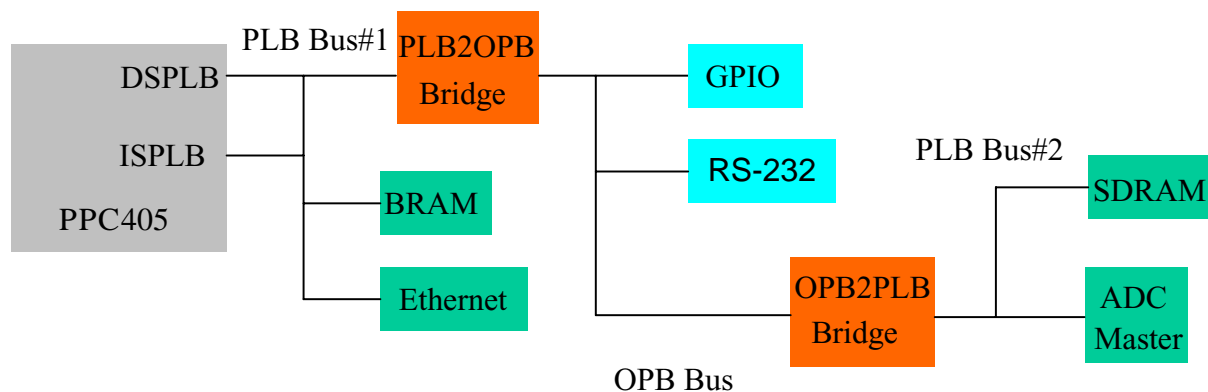 PLB Bus#1
DSPLB
ISPLB
PPC405
PLB2OPB
Bridge
BRAM
Ethernet
GPIO
RS-232
OPB2PLB
Bridge
OPB Bus
PLB Bus#2
SDRAM
ADC
Master